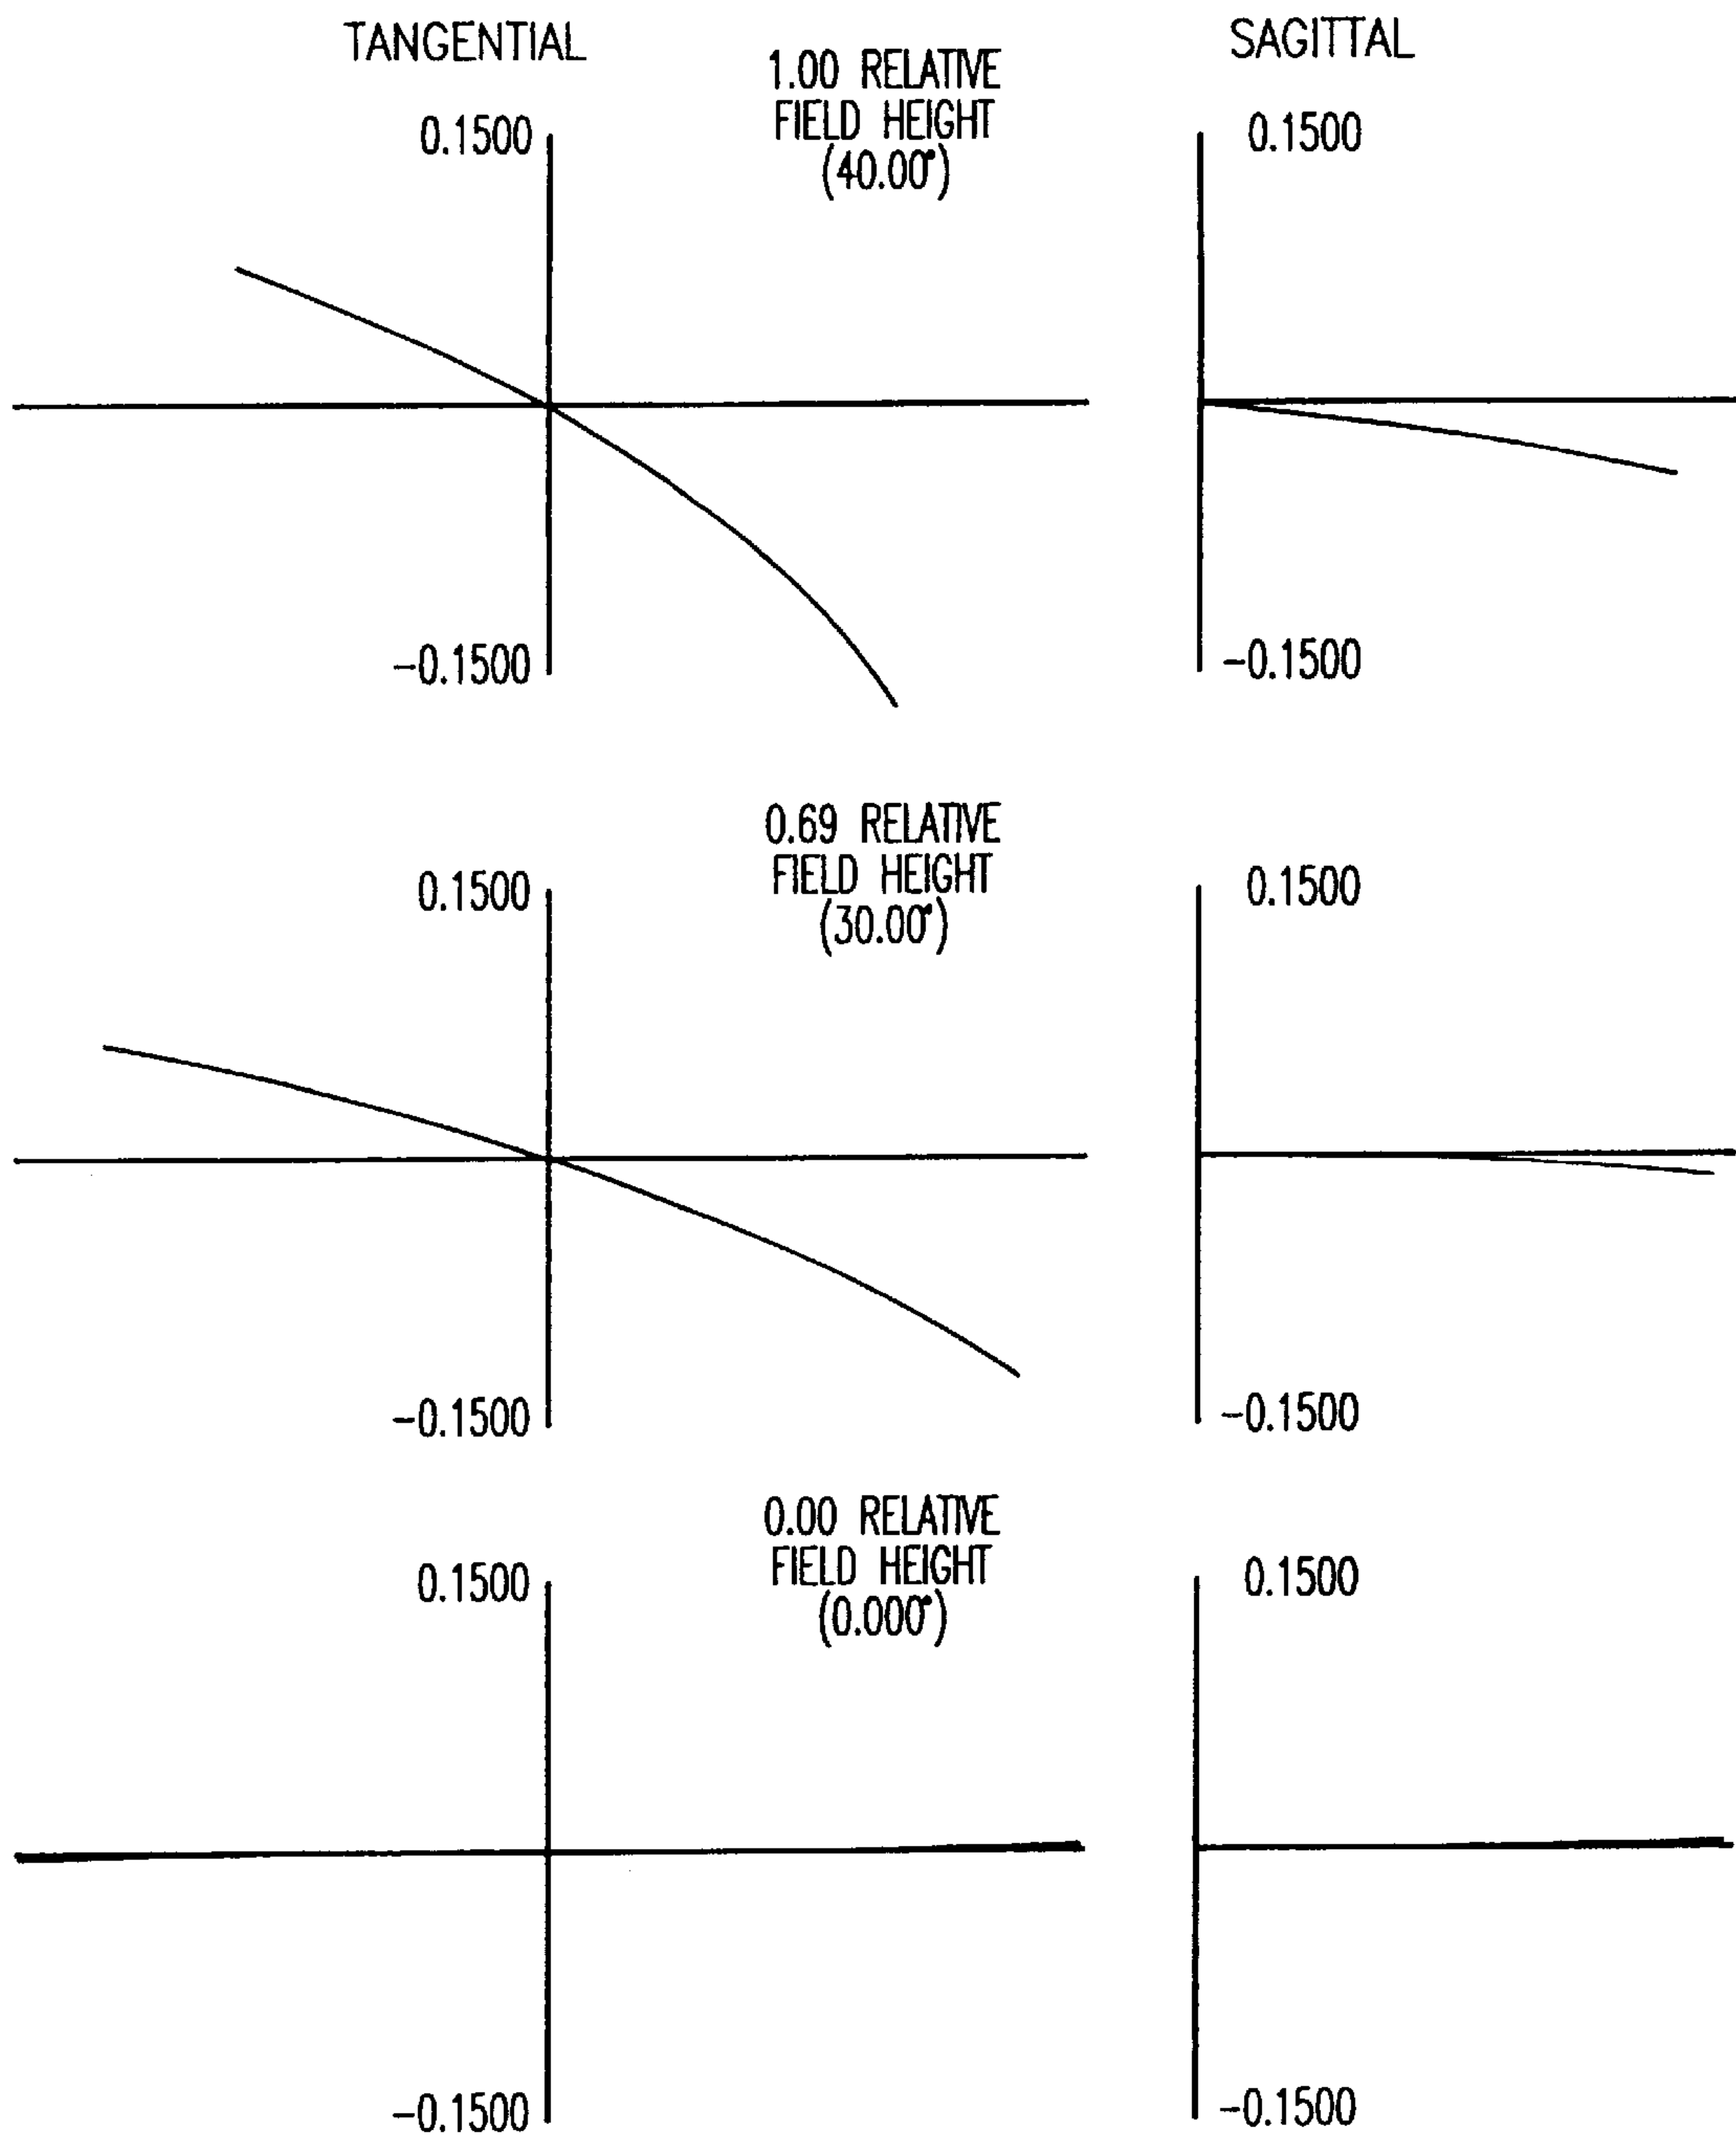 TANGENTIAL
SAGITTAL
1.00 RELATIVE
FIELD HEIGHT
(40.00°)
0.1500
0.1500
-0.1500
-0.1500
0.69 RELATIVE
FIELD HEIGHT
(30.00°)
0.1500
0.1500
-0.1500
-0.1500
0.00 RELATIVE
FIELD HEIGHT
(0.000°)
0.1500
0.1500
-0.1500
-0.1500